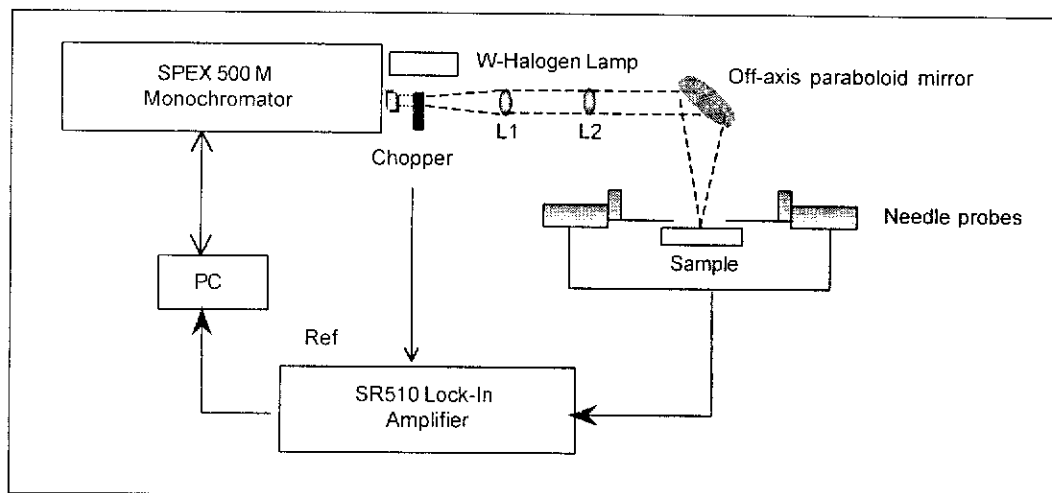 SPEX 500 M
Monochromator
W-Halogen Lamp
Off-axis paraboloid mirror
L1
L2
Chopper
Needle probes
Sample
PC
Ref
SR510 Lock-In
Amplifier